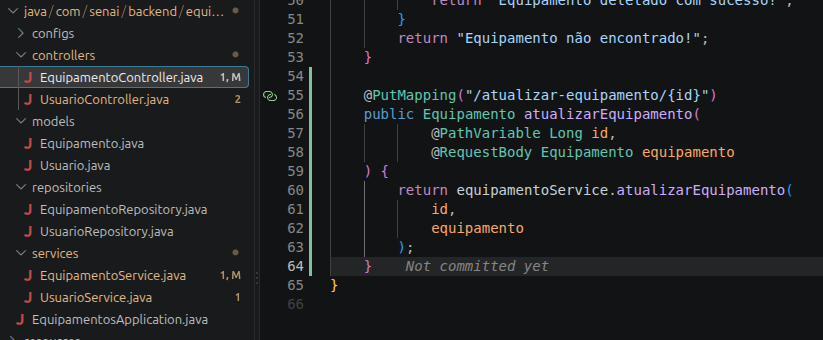 java/com/senai/backend/equi...
configs
controllers
EquipamentoController.java 1, M
UsuarioController.java 2
models
Equipamento.java
Usuario.java
repositories
EquipamentoRepository.java
UsuarioRepository.java
services
EquipamentoService.java 1, M
UsuarioService.java 1
EquipamentosApplication.java
50 return "Equipamento deletado com sucesso!";
51 }
52 return "Equipamento não encontrado!";
53 }
54
55 @PutMapping("/atualizar-equipamento/{id}")
56 public Equipamento atualizarEquipamento(
57 @PathVariable Long id,
58 @RequestBody Equipamento equipamento
59 ) {
60 return equipamentoService.atualizarEquipamento(
61 id,
62 equipamento
63 );
64 } Not committed yet
65 }
66